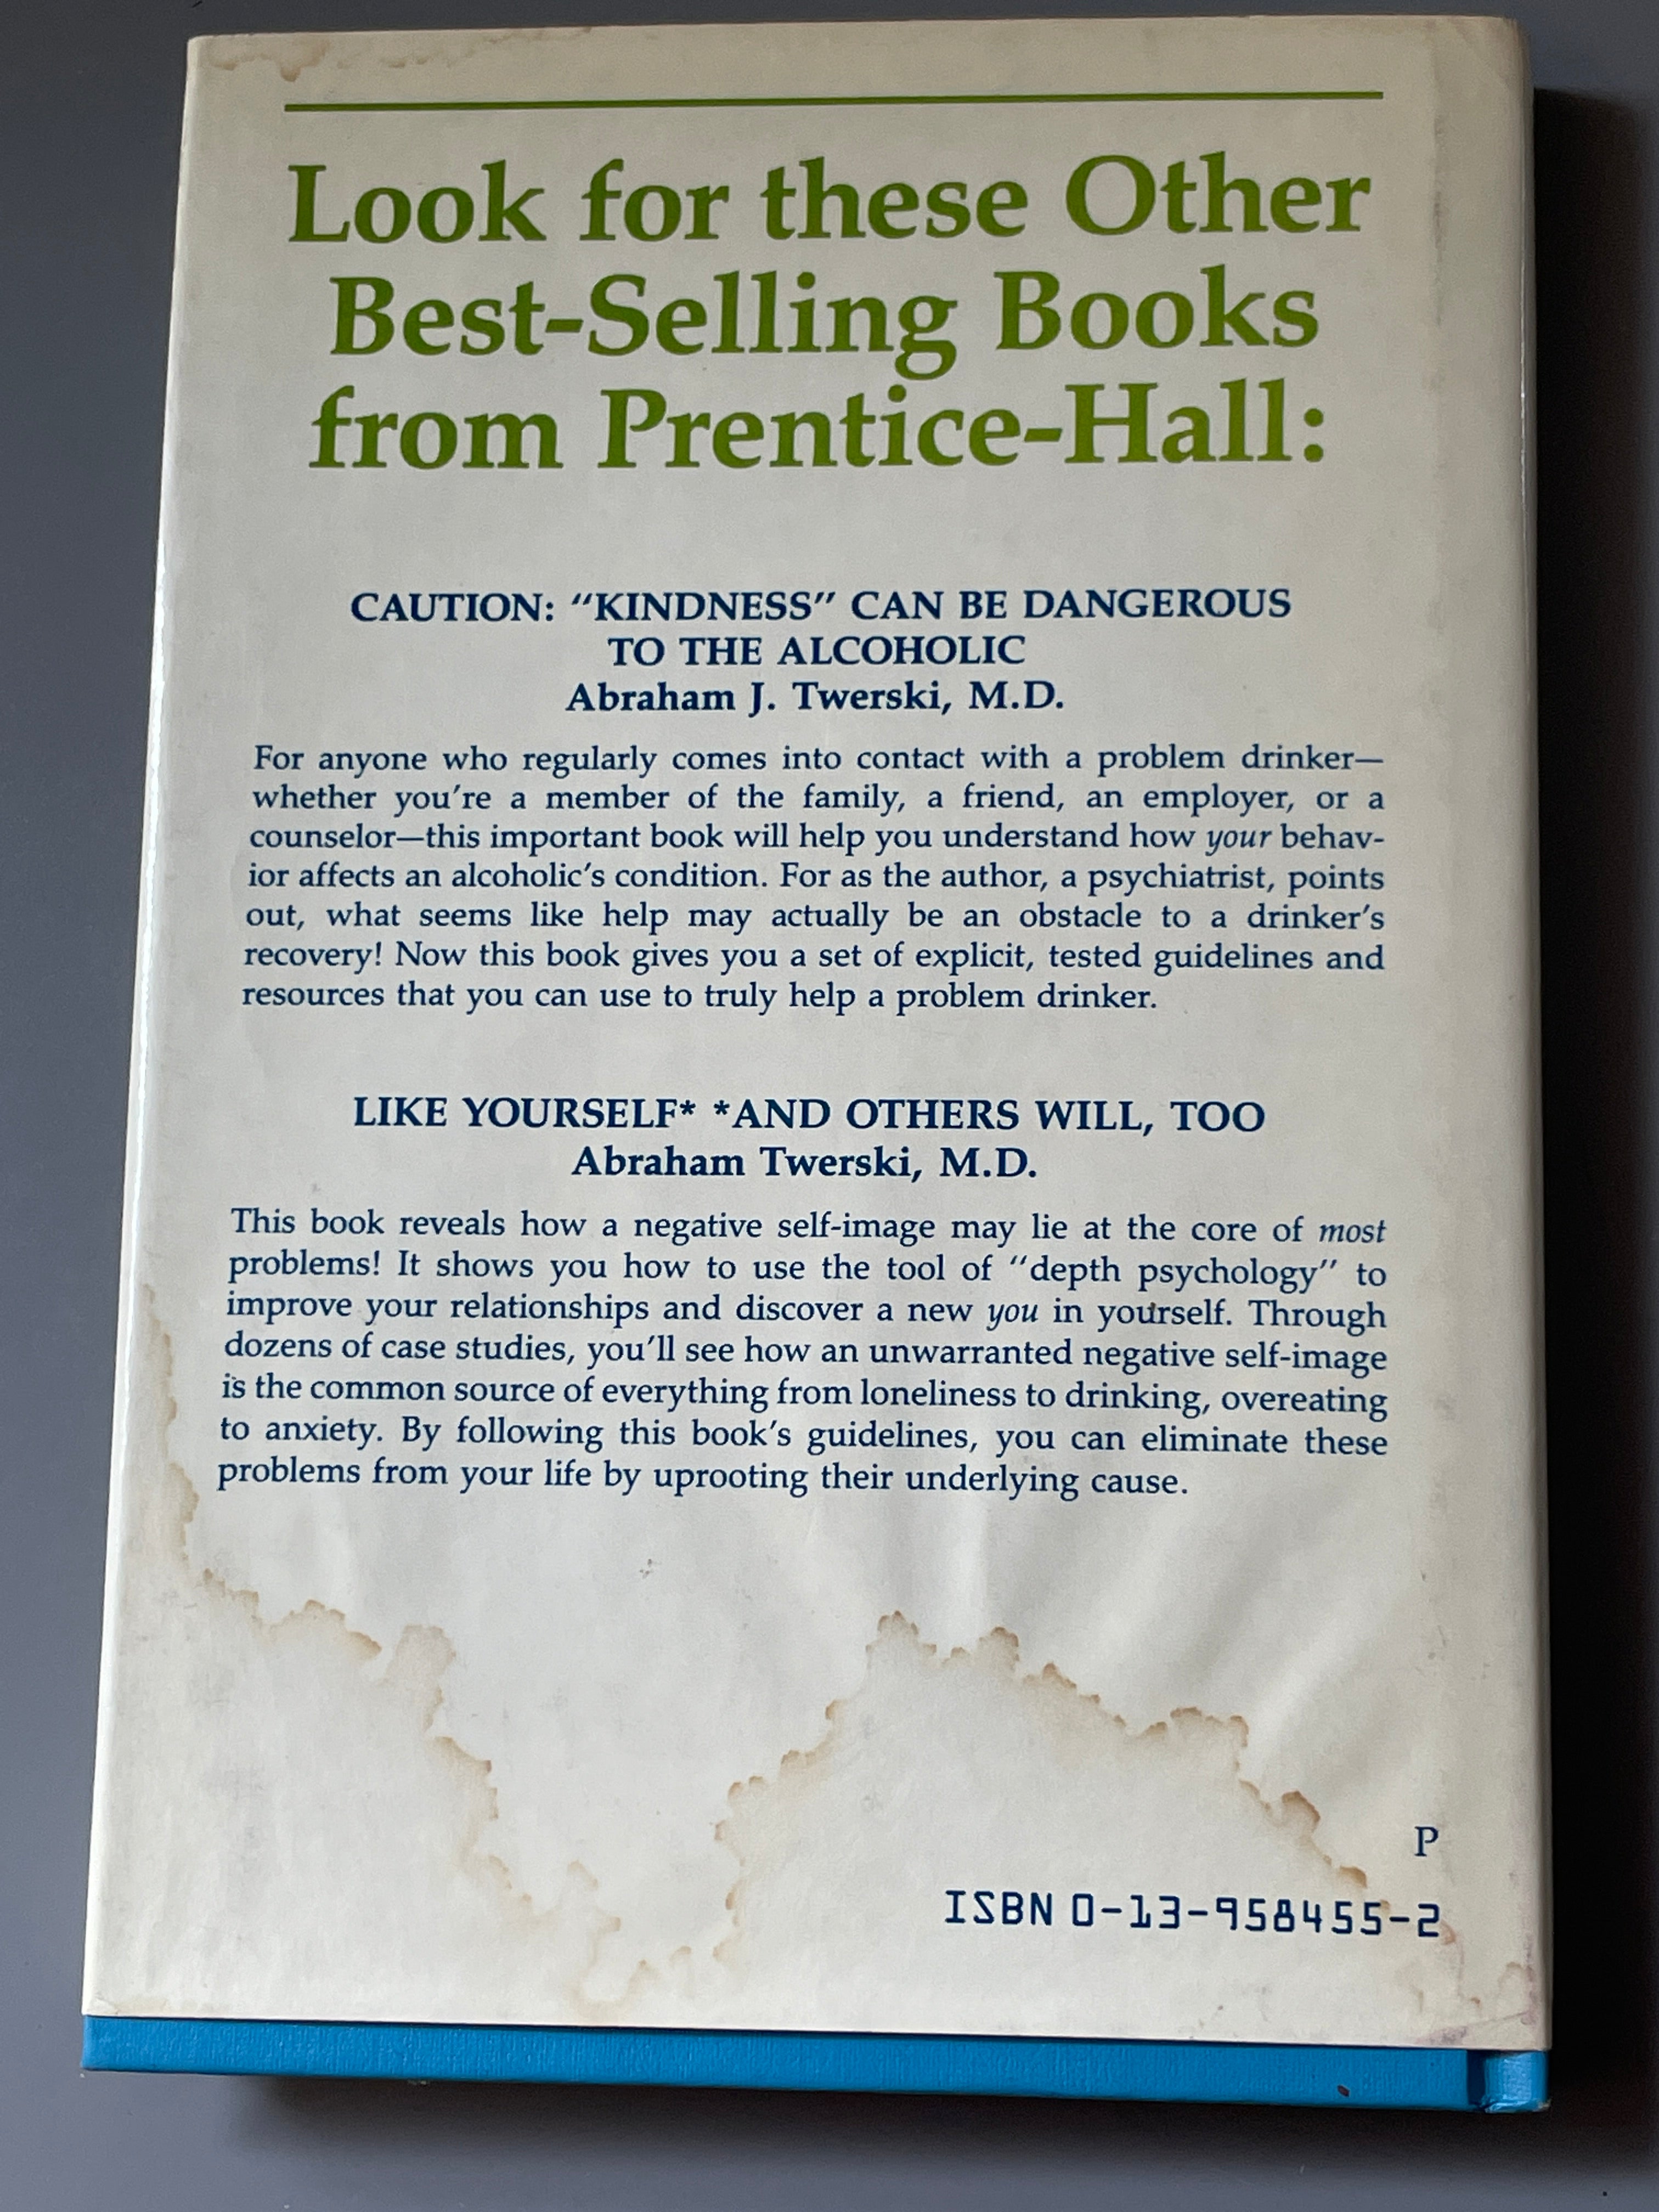 Look for these Other
Best-Selling Books
from Prentice-Hall:
CAUTION: “KINDNESS” CAN BE DANGEROUS
TO THE ALCOHOLIC
Abraham J. Twerski, M.D.
For anyone who regularly comes into contact with a problem drinker—
whether you’re a member of the family, a friend, an employer, or a
counselor—this important book will help you understand how your behav-
ior affects an alcoholic’s condition. For as the author, a psychiatrist, points
out, what seems like help may actually be an obstacle to a drinker’s
recovery! Now this book gives you a set of explicit, tested guidelines and
resources that you can use to truly help a problem drinker.
LIKE YOURSELF* *AND OTHERS WILL, TOO
Abraham Twerski, M.D.
This book reveals how a negative self-image may lie at the core of most
problems! It shows you how to use the tool of “depth psychology” to
improve your relationships and discover a new you in yourself. Through
dozens of case studies, you’ll see how an unwarranted negative self-image
is the common source of everything from loneliness to drinking, overeating
to anxiety. By following this book’s guidelines, you can eliminate these
problems from your life by uprooting their underlying cause.
P
ISBN 0-13-958455-2